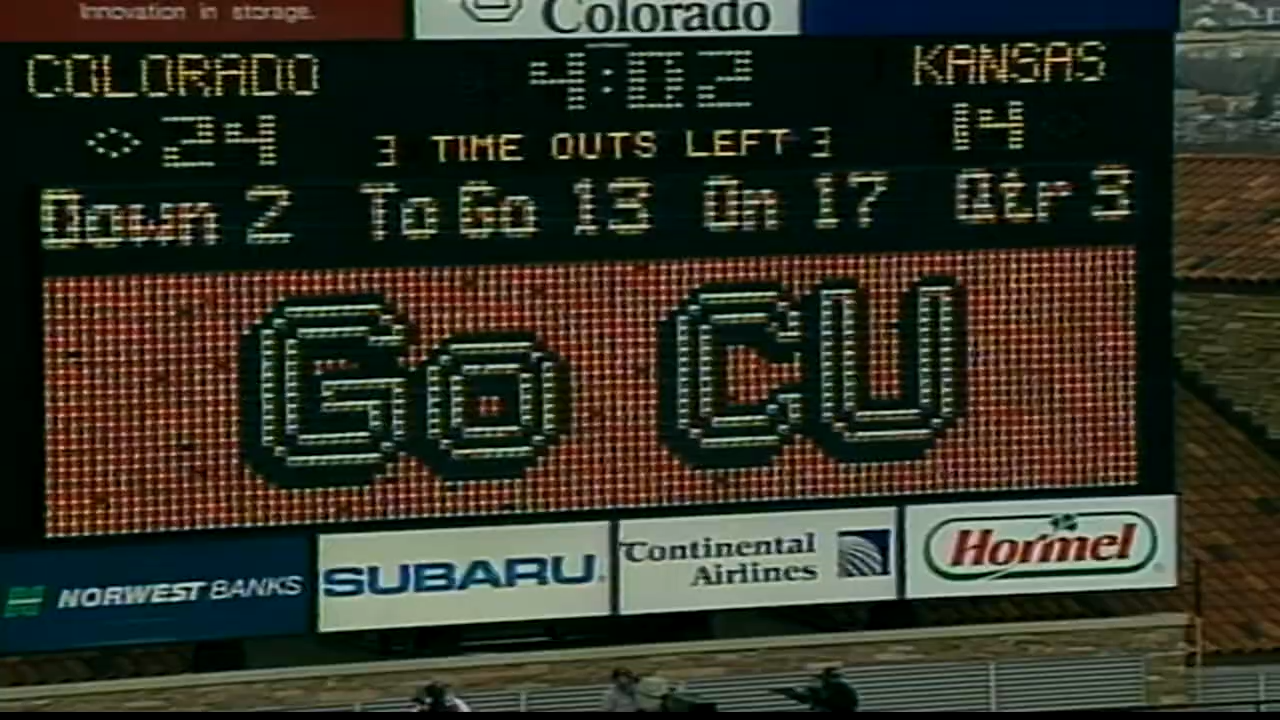 Innovation in storage.
Colorado
COLORADO 4:02 KANSAS
24 3 TIME OUTS LEFT 3 14
Down 2 To Go 13 On 17 Qtr 3
Go CU
NORWEST BANKS
SUBARU
Continental
Airlines
Hormel